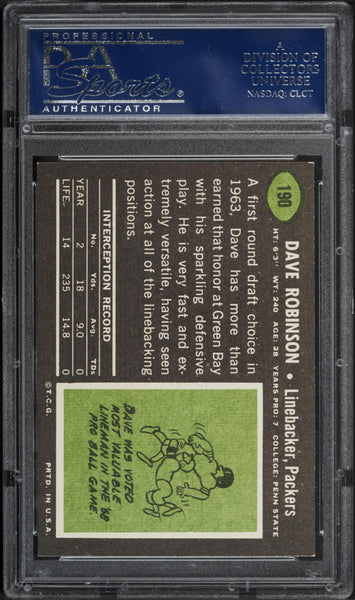 PROFESSIONAL
PSA
Sports
AUTHENTICATOR
A
DIVISION OF
COLLECTORS
UNIVERSE
NASDAQ: CLCT
190
DAVE ROBINSON • Linebacker, Packers
HT: 6'3" WT: 240 AGE: 28 YEARS PRO: 7 COLLEGE: PENN STATE
A first round draft choice in
1963, Dave has more than
earned that honor at Green Bay
with his sparkling defensive
play. He is very fast and ex-
tremely versatile, having seen
action at all of the linebacking
positions.
INTERCEPTION RECORD
No. Yds. Avg. TDs
YEAR 2 18 9.0 0
LIFE 14 235 14.8 0
DAVE WAS VOTED
MOST VALUABLE
LINEMAN IN THE '68
PRO BALL GAME.
©T.C.G. PRTD. IN U.S.A.